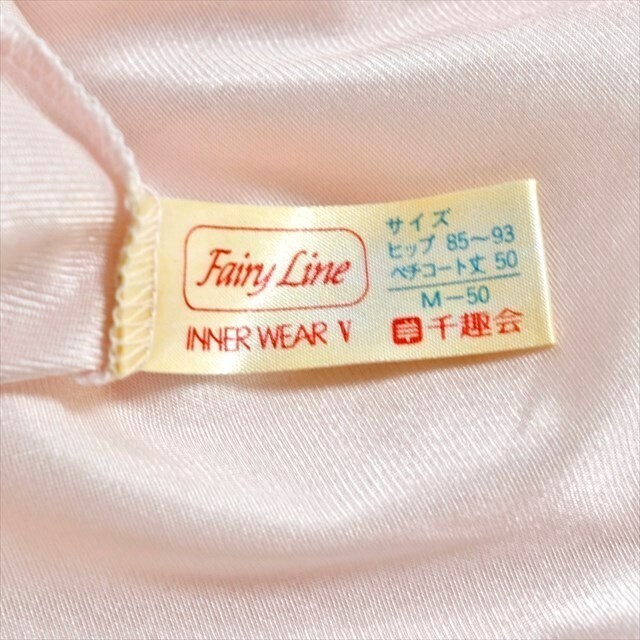 Fairy Line
INNER WEAR V
サイズ
ヒップ 85〜93
ペチコート丈 50
M-50
千趣会